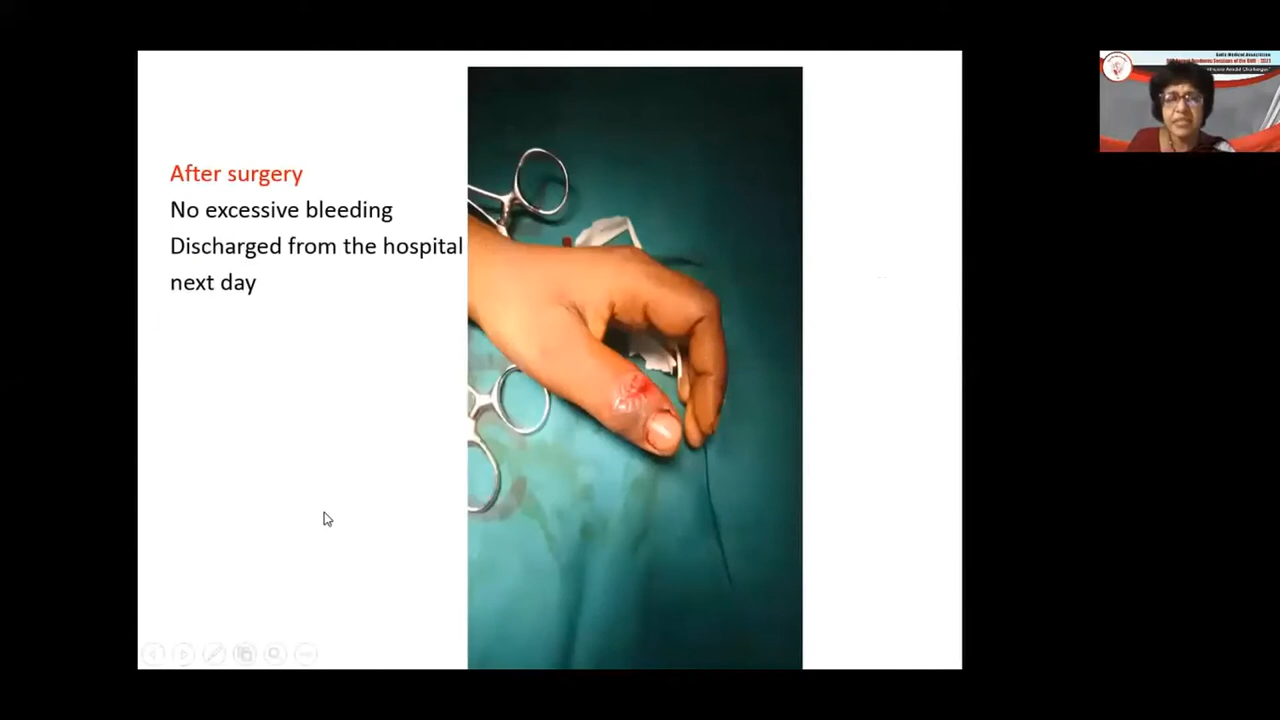 After surgery
No excessive bleeding
Discharged from the hospital
next day